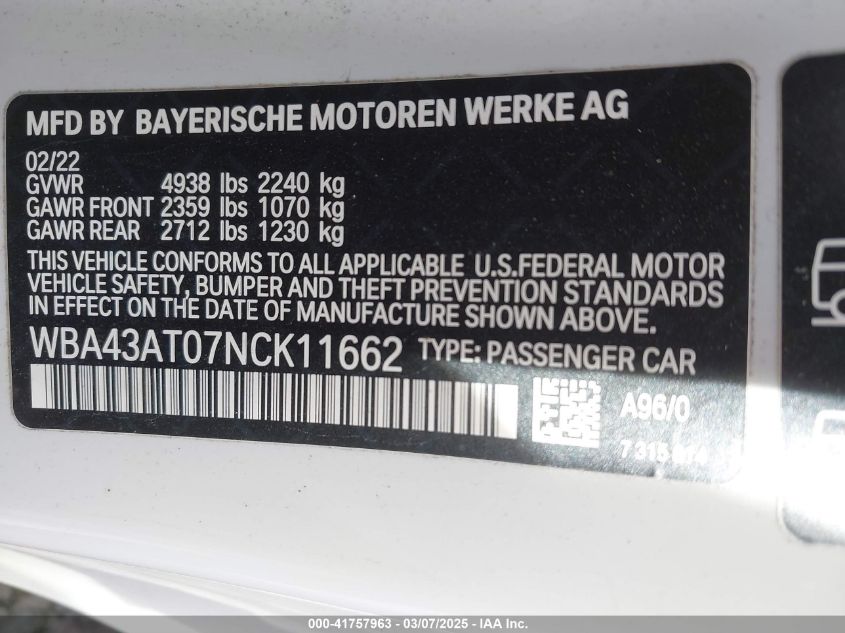 MFD BY BAYERISCHE MOTOREN WERKE AG
02/22
GVWR 4938 lbs 2240 kg
GAWR FRONT 2359 lbs 1070 kg
GAWR REAR 2712 lbs 1230 kg
THIS VEHICLE CONFORMS TO ALL APPLICABLE U.S.FEDERAL MOTOR
VEHICLE SAFETY, BUMPER AND THEFT PREVENTION STANDARDS
IN EFFECT ON THE DATE OF MANUFACTURE SHOWN ABOVE.
WBA43AT07NCK11662 TYPE: PASSENGER CAR
A96/0
7 315
000-41757963 - 03/07/2025 - IAA Inc.